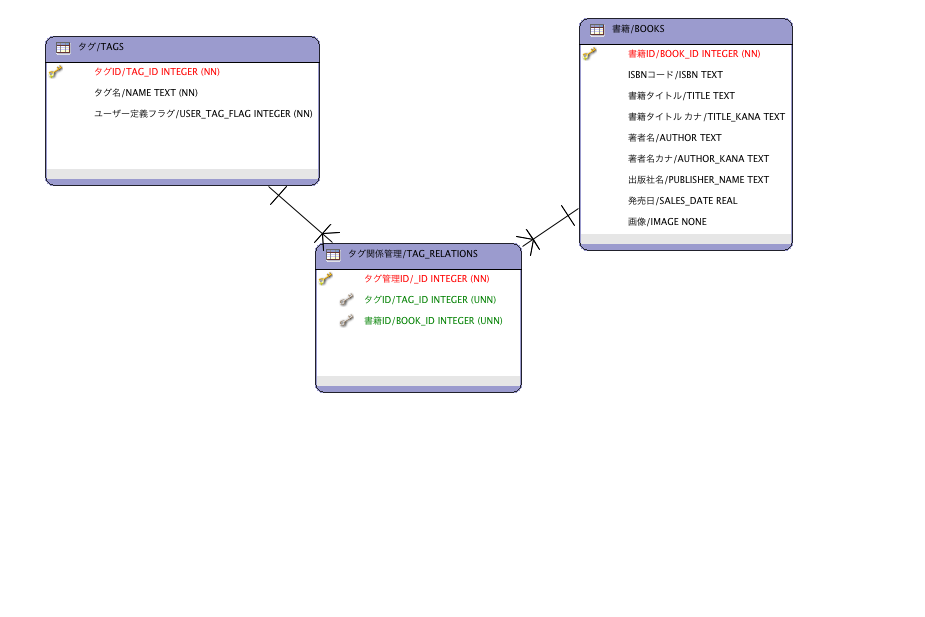 タグ/TAGS
タグID/TAG_ID INTEGER (NN)
タグ名/NAME TEXT (NN)
ユーザー定義フラグ/USER_TAG_FLAG INTEGER (NN)
書籍/BOOKS
書籍ID/BOOK_ID INTEGER (NN)
ISBNコード/ISBN TEXT
書籍タイトル/TITLE TEXT
書籍タイトル カナ/TITLE_KANA TEXT
著者名/AUTHOR TEXT
著者名カナ/AUTHOR_KANA TEXT
出版社名/PUBLISHER_NAME TEXT
発売日/SALES_DATE REAL
画像/IMAGE NONE
タグ関係管理/TAG_RELATIONS
タグ管理ID/_ID INTEGER (NN)
タグID/TAG_ID INTEGER (UNN)
書籍ID/BOOK_ID INTEGER (UNN)